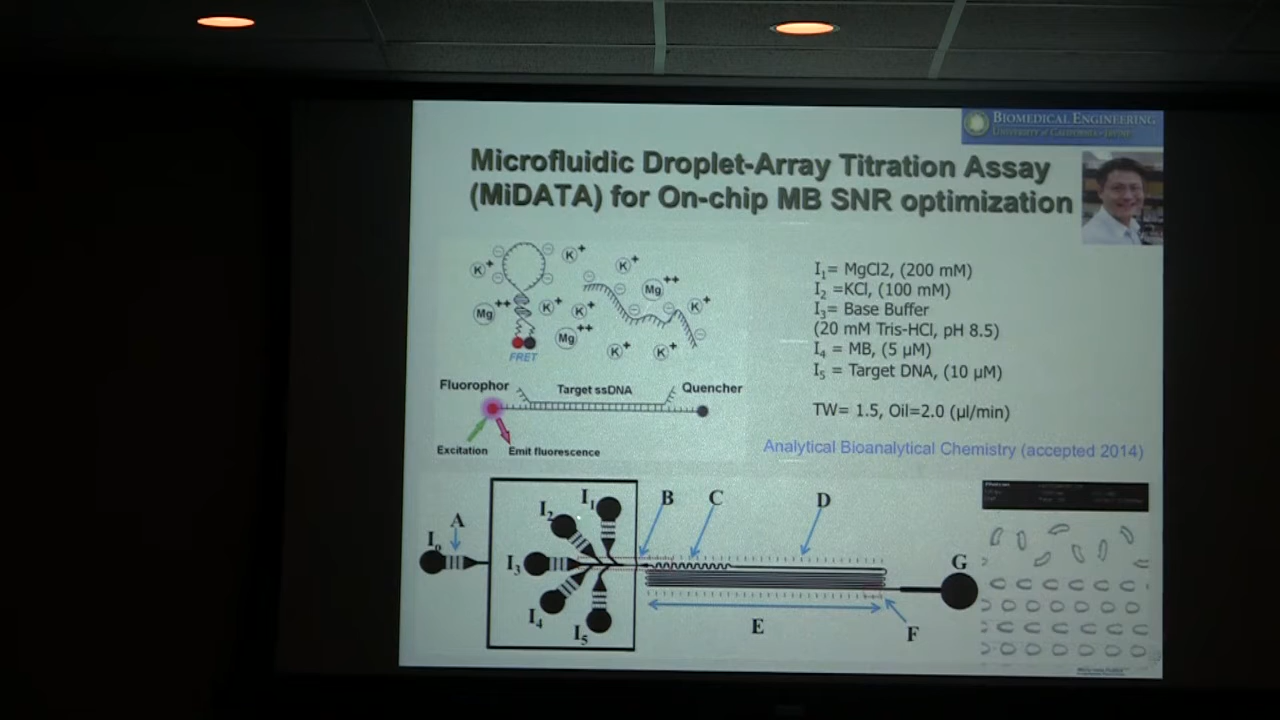 BIOMEDICAL ENGINEERING
UNIVERSITY of CALIFORNIA • IRVINE
Microfluidic Droplet-Array Titration Assay
(MiDATA) for On-chip MB SNR optimization
K+
K+
K+
Mg++
K+
Mg++
K+
K+
Mg++
K+
K+
FRET
I1= MgCl2, (200 mM)
I2 =KCl, (100 mM)
I3= Base Buffer
(20 mM Tris-HCl, pH 8.5)
I4 = MB, (5 µM)
I5 = Target DNA, (10 µM)
TW= 1.5, Oil=2.0 (µl/min)
Fluorophor
Target ssDNA
Quencher
Excitation
Emit fluorescence
Analytical Bioanalytical Chemistry (accepted 2014)
A
I0
I1
I2
I3
I4
I5
B
C
D
E
F
G